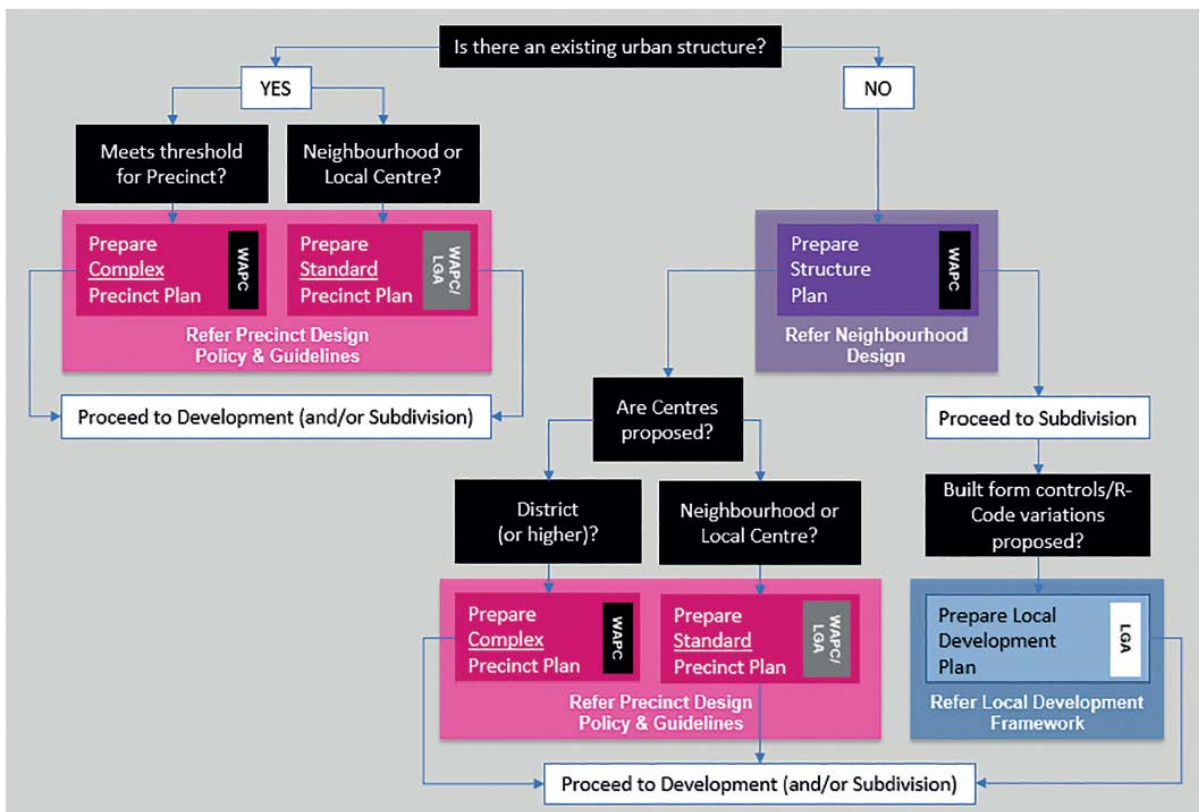 Is there an existing urban structure?
YES
NO
Meets threshold
for Precinct?
Neighbourhood or
Local Centre?
Prepare
Complex
Precinct Plan
WAPC
Prepare
Standard
Precinct Plan
WAPC/
LGA
Refer Precinct Design
Policy & Guidelines
Prepare
Structure
Plan
WAPC
Refer Neighbourhood
Design
Proceed to Development (and/or Subdivision)
Are Centres
proposed?
Proceed to Subdivision
District
(or higher)?
Neighbourhood or
Local Centre?
Built form controls/R-
Code variations
proposed?
Prepare
Complex
Precinct Plan
WAPC
Prepare
Standard
Precinct Plan
WAPC/
LGA
Refer Precinct Design
Policy & Guidelines
Prepare Local
Development
Plan
LGA
Refer Local Development
Framework
Proceed to Development (and/or Subdivision)